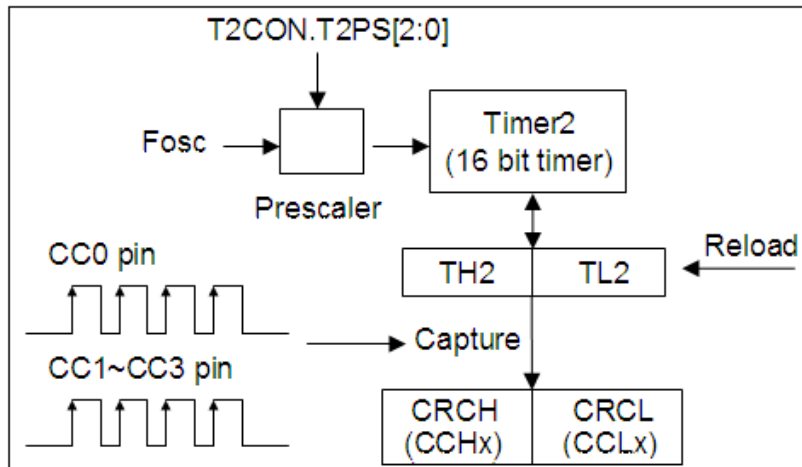 T2CON.T2PS[2:0]
Fosc
Prescaler
Timer2
(16 bit timer)
TH2
TL2
Reload
CC0 pin
Capture
CC1~CC3 pin
CRCH
(CCHx)
CRCL
(CCLx)